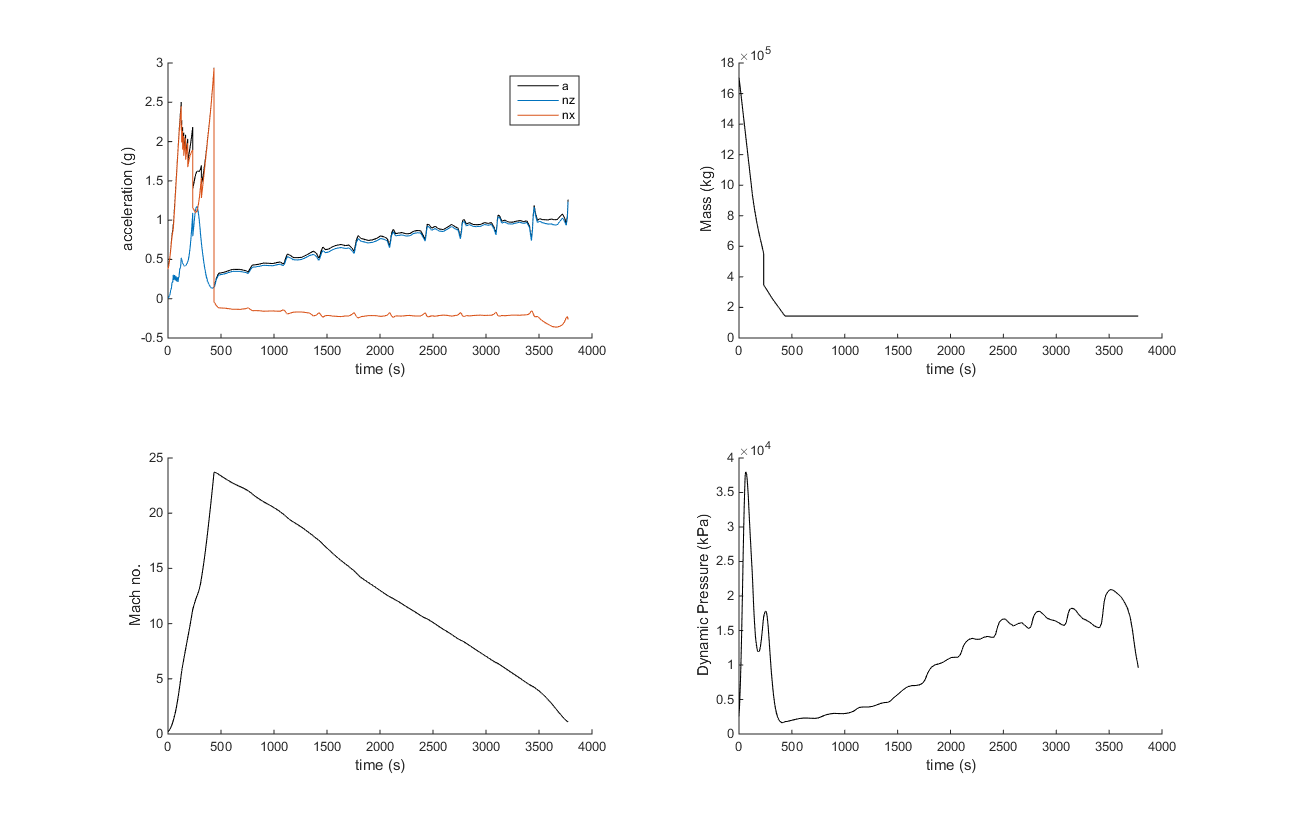 3
2.5
2
1.5
1
0.5
0
-0.5
acceleration (g)
a
nz
nx
0 500 1000 1500 2000 2500 3000 3500 4000
time (s)
×10^5
18
16
14
12
10
8
6
4
2
0
Mass (kg)
0 500 1000 1500 2000 2500 3000 3500 4000
time (s)
25
20
15
10
5
0
Mach no.
0 500 1000 1500 2000 2500 3000 3500 4000
time (s)
×10^4
4
3.5
3
2.5
2
1.5
1
0.5
0
Dynamic Pressure (kPa)
0 500 1000 1500 2000 2500 3000 3500 4000
time (s)